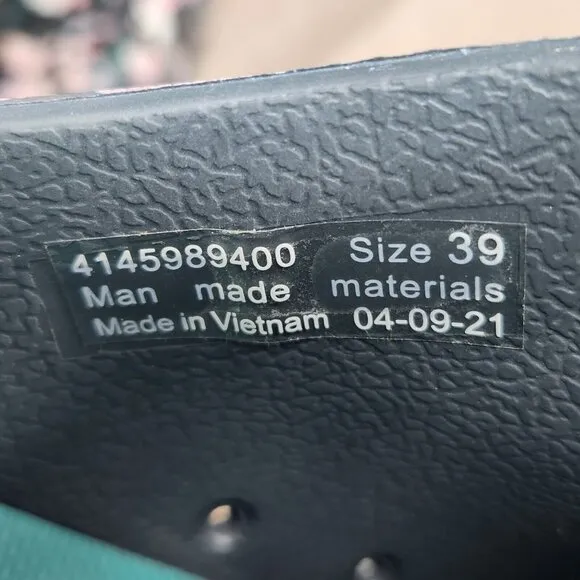 4145989400 Size 39
Man made materials
Made in Vietnam 04-09-21